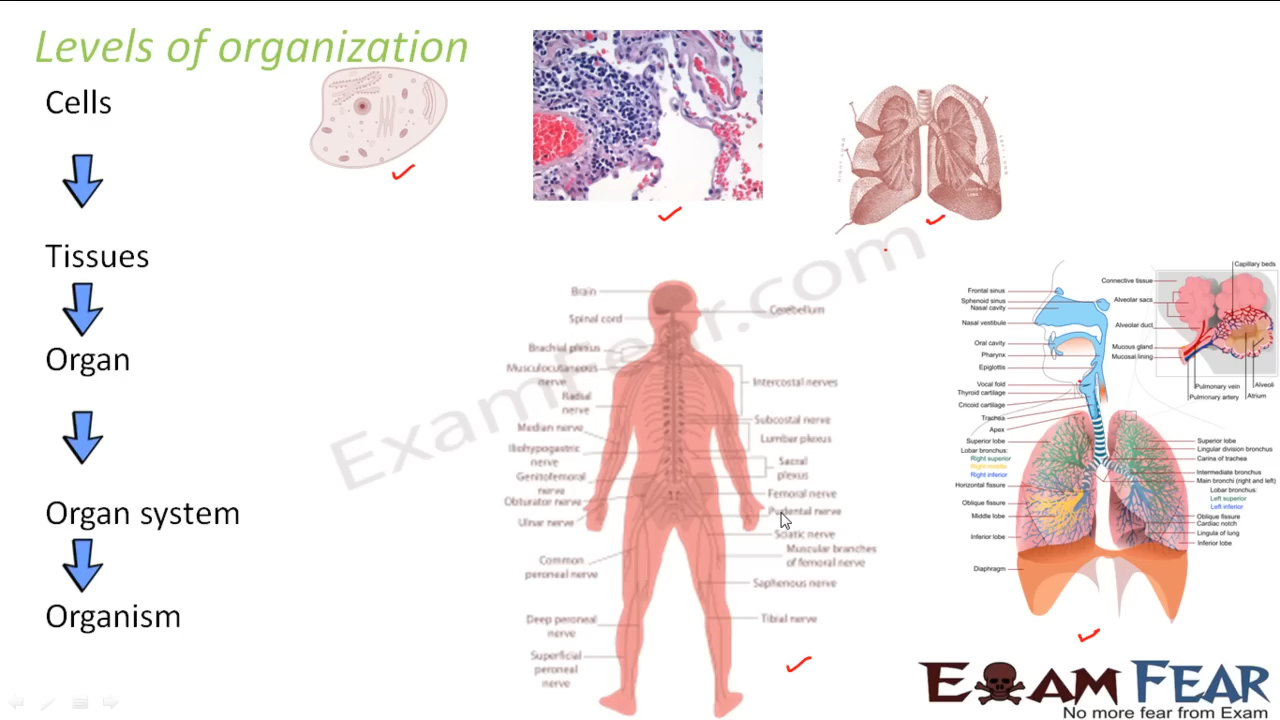 Levels of organization
Cells
Tissues
Organ
Organ system
Organism
ExamFear.com
Brain
Spinal cord
Brachial plexus
Musculocutaneous
nerve
Radial
nerve
Median nerve
Iliohypogastric
nerve
Genitofemoral
nerve
Obturator nerve
Ulnar nerve
Common
peroneal nerve
Deep peroneal
nerve
Superficial
peroneal
nerve
Cerebellum
Intercostal nerves
Subcostal nerve
Lumbar plexus
Sacral
plexus
Femoral nerve
Pudendal nerve
Sciatic nerve
Muscular branches
of femoral nerve
Saphenous nerve
Tibial nerve
Frontal sinus
Sphenoid sinus
Nasal cavity
Nasal vestibule
Oral cavity
Pharynx
Epiglottis
Vocal fold
Thyroid cartilage
Cricoid cartilage
Trachea
Apex
Superior lobe
Lobar bronchus:
Right superior
Right middle
Right inferior
Horizontal fissure
Oblique fissure
Middle lobe
Inferior lobe
Diaphragm
Capillary beds
Connective tissue
Alveolar sacs
Alveolar duct
Mucous gland
Mucosal lining
Pulmonary vein
Pulmonary artery
Alveoli
Atrium
Superior lobe
Lingular division bronchus
Carina of trachea
Intermediate bronchus
Main bronchi (right and left)
Lobar bronchus:
Left superior
Left inferior
Oblique fissure
Cardiac notch
Lingula of lung
Inferior lobe
EXAM FEAR
No more fear from Exam